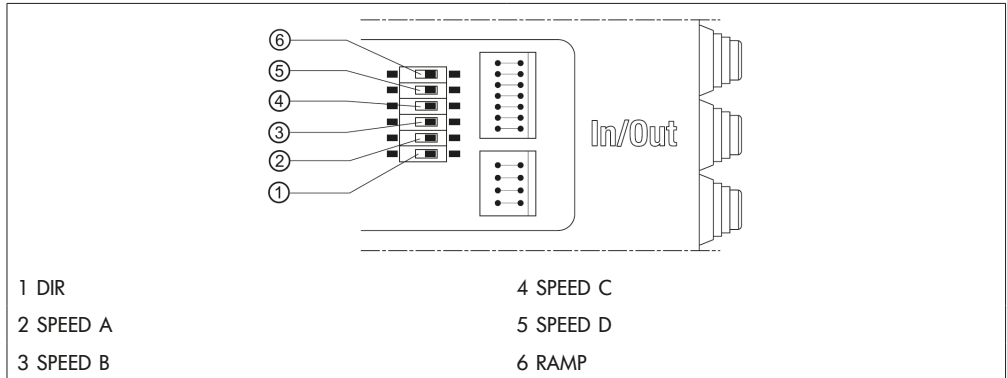 6
5
4
3
2
1
In/Out
1 DIR
2 SPEED A
3 SPEED B
4 SPEED C
5 SPEED D
6 RAMP